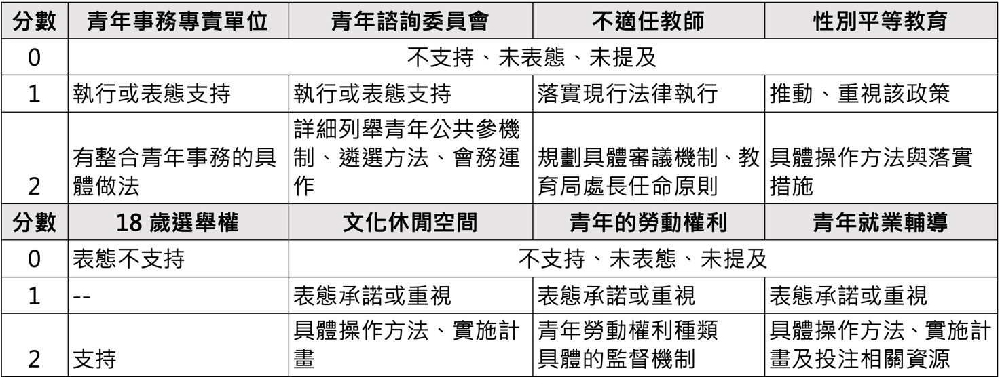 分數 青年事務專責單位 青年諮詢委員會 不適任教師 性別平等教育
0 不支持、未表態、未提及
1 執行或表態支持 執行或表態支持 落實現行法律執行 推動、重視該政策
2 有整合青年事務的具體做法 詳細列舉青年公共參機制、遴選方法、會務運作 規劃具體審議機制、教育局處長任命原則 具體操作方法與落實措施
分數 18 歲選舉權 文化休閒空間 青年的勞動權利 青年就業輔導
0 表態不支持 不支持、未表態、未提及
1 -- 表態承諾或重視 表態承諾或重視 表態承諾或重視
2 支持 具體操作方法、實施計畫 青年勞動權利種類具體的監督機制 具體操作方法、實施計畫及投注相關資源